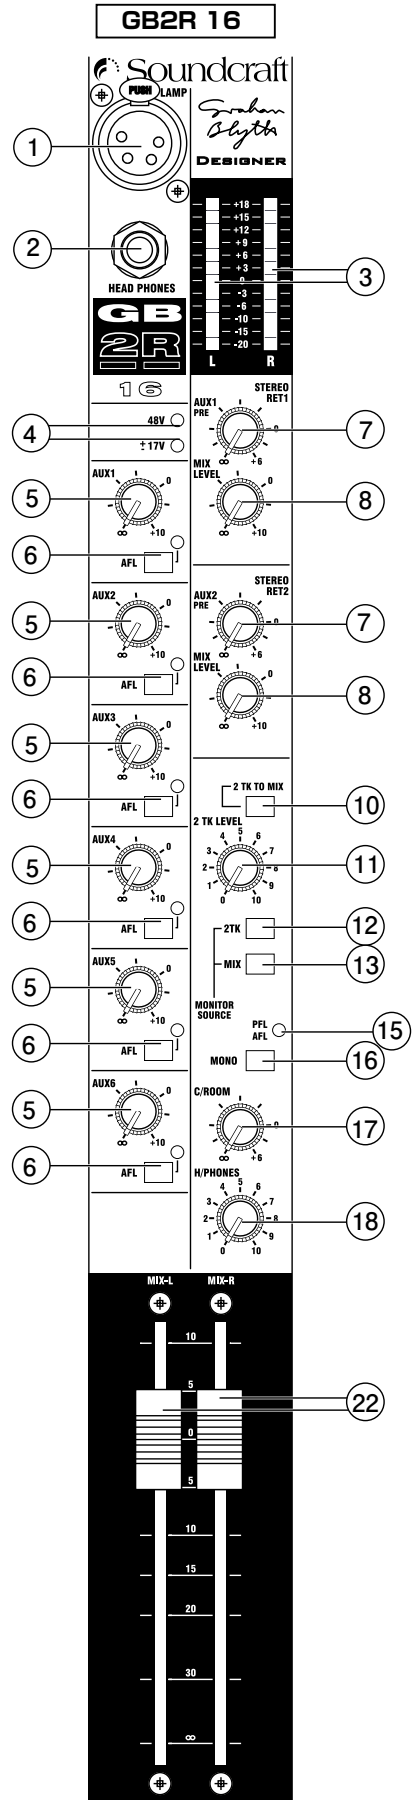 GB2R 16
Soundcraft
PUSH
LAMP
Graham
Blyth
DESIGNER
1
2
HEAD PHONES
+18
+15
+12
+9
+6
+3
0
-3
-6
-10
-15
-20
L R
3
GB
2R
16
48V
±17V
4
AUX1
0
∞ +10
5
AFL
6
AUX2
0
∞ +10
5
AFL
6
AUX3
0
∞ +10
5
AFL
6
AUX4
0
∞ +10
5
AFL
6
AUX5
0
∞ +10
5
AFL
6
AUX6
0
∞ +10
5
AFL
6
STEREO
RET1
AUX1
PRE
0
∞ +6
7
MIX
LEVEL
0
∞ +10
8
STEREO
RET2
AUX2
PRE
0
∞ +6
7
MIX
LEVEL
0
∞ +10
8
2 TK TO MIX
10
2 TK LEVEL
0 1 2 3 4 5 6 7 8 9 10
11
2TK
12
MIX
13
MONITOR
SOURCE
PFL
AFL
15
MONO
16
C/ROOM
0
∞ +6
17
H/PHONES
0 1 2 3 4 5 6 7 8 9 10
18
MIX-L MIX-R
10
5
0
5
10
15
20
30
∞
22